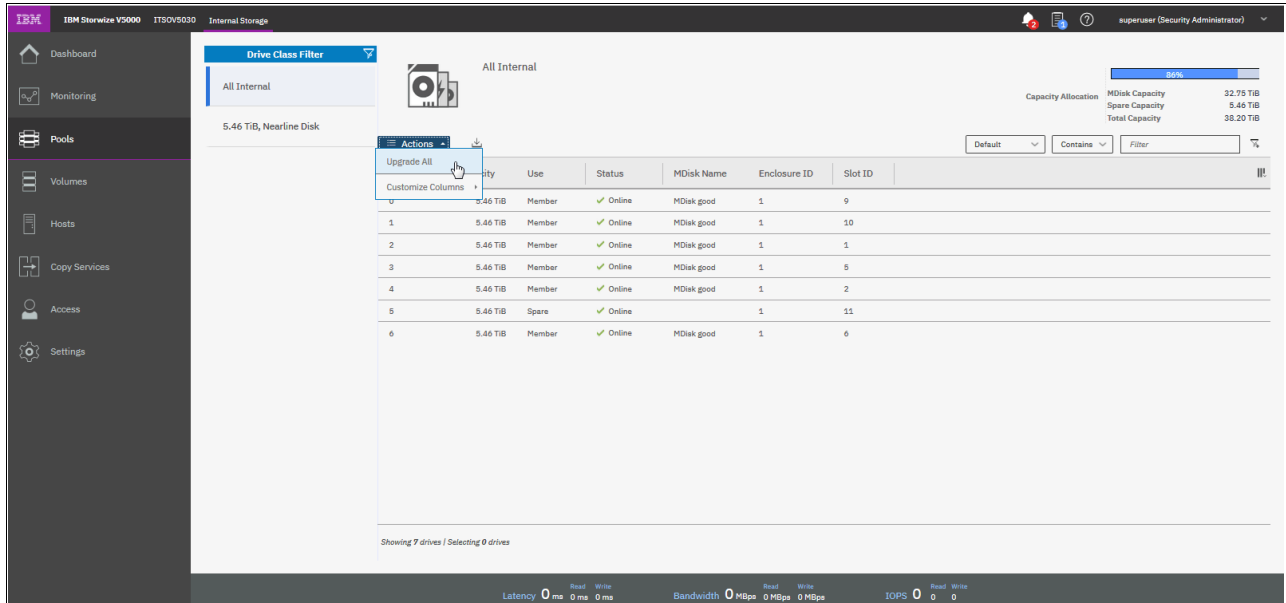 IBM IBM Storwize V5000 ITSOV5030 Internal Storage 2 1 superuser (Security Administrator)
Dashboard
Monitoring
Pools
Volumes
Hosts
Copy Services
Access
Settings
Drive Class Filter
All Internal
5.46 TiB, Nearline Disk
All Internal
86%
Capacity Allocation
MDisk Capacity 32.75 TiB
Spare Capacity 5.46 TiB
Total Capacity 38.20 TiB
Actions
Default Contains Filter
Upgrade All
Customize Columns
city Use Status MDisk Name Enclosure ID Slot ID
0 5.46 TiB Member Online MDisk good 1 9
1 5.46 TiB Member Online MDisk good 1 10
2 5.46 TiB Member Online MDisk good 1 1
3 5.46 TiB Member Online MDisk good 1 5
4 5.46 TiB Member Online MDisk good 1 2
5 5.46 TiB Spare Online 1 11
6 5.46 TiB Member Online MDisk good 1 6
Showing 7 drives | Selecting 0 drives
Read Write Read Write Read Write
Latency 0 ms 0 ms 0 ms Bandwidth 0 MBps 0 MBps 0 MBps IOPS 0 0 0